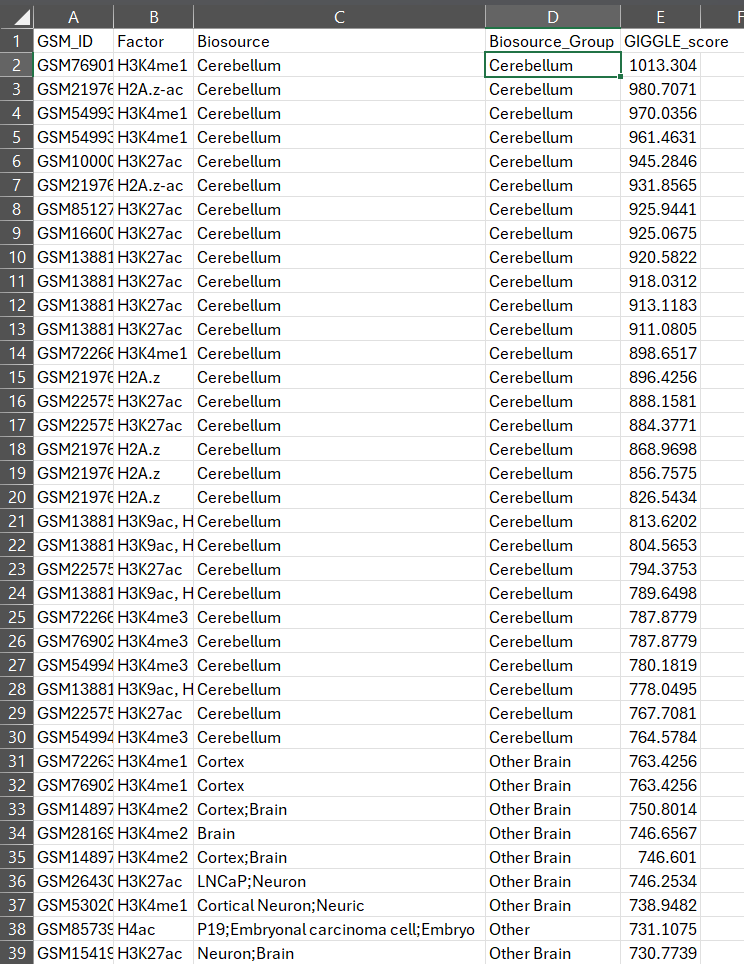 A B C D E F
1 GSM_ID Factor Biosource Biosource_Group GIGGLE_score
2 GSM76901 H3K4me1 Cerebellum Cerebellum 1013.304
3 GSM21976 H2A.z-ac Cerebellum Cerebellum 980.7071
4 GSM54993 H3K4me1 Cerebellum Cerebellum 970.0356
5 GSM54993 H3K4me1 Cerebellum Cerebellum 961.4631
6 GSM10000 H3K27ac Cerebellum Cerebellum 945.2846
7 GSM21976 H2A.z-ac Cerebellum Cerebellum 931.8565
8 GSM85127 H3K27ac Cerebellum Cerebellum 925.9441
9 GSM16600 H3K27ac Cerebellum Cerebellum 925.0675
10 GSM13881 H3K27ac Cerebellum Cerebellum 920.5822
11 GSM13881 H3K27ac Cerebellum Cerebellum 918.0312
12 GSM13881 H3K27ac Cerebellum Cerebellum 913.1183
13 GSM13881 H3K27ac Cerebellum Cerebellum 911.0805
14 GSM72266 H3K4me1 Cerebellum Cerebellum 898.6517
15 GSM21976 H2A.z Cerebellum Cerebellum 896.4256
16 GSM22575 H3K27ac Cerebellum Cerebellum 888.1581
17 GSM22575 H3K27ac Cerebellum Cerebellum 884.3771
18 GSM21976 H2A.z Cerebellum Cerebellum 868.9698
19 GSM21976 H2A.z Cerebellum Cerebellum 856.7575
20 GSM21976 H2A.z Cerebellum Cerebellum 826.5434
21 GSM13881 H3K9ac, H Cerebellum Cerebellum 813.6202
22 GSM13881 H3K9ac, H Cerebellum Cerebellum 804.5653
23 GSM22575 H3K27ac Cerebellum Cerebellum 794.3753
24 GSM13881 H3K9ac, H Cerebellum Cerebellum 789.6498
25 GSM72266 H3K4me3 Cerebellum Cerebellum 787.8779
26 GSM76902 H3K4me3 Cerebellum Cerebellum 787.8779
27 GSM54994 H3K4me3 Cerebellum Cerebellum 780.1819
28 GSM13881 H3K9ac, H Cerebellum Cerebellum 778.0495
29 GSM22575 H3K27ac Cerebellum Cerebellum 767.7081
30 GSM54994 H3K4me3 Cerebellum Cerebellum 764.5784
31 GSM72263 H3K4me1 Cortex Other Brain 763.4256
32 GSM76902 H3K4me1 Cortex Other Brain 763.4256
33 GSM14897 H3K4me2 Cortex;Brain Other Brain 750.8014
34 GSM28169 H3K4me2 Brain Other Brain 746.6567
35 GSM14897 H3K4me2 Cortex;Brain Other Brain 746.601
36 GSM26430 H3K27ac LNCaP;Neuron Other Brain 746.2534
37 GSM53020 H3K4me1 Cortical Neuron;Neuric Other Brain 738.9482
38 GSM85739 H4ac P19;Embryonal carcinoma cell;Embryo Other 731.1075
39 GSM15419 H3K27ac Neuron;Brain Other Brain 730.7739